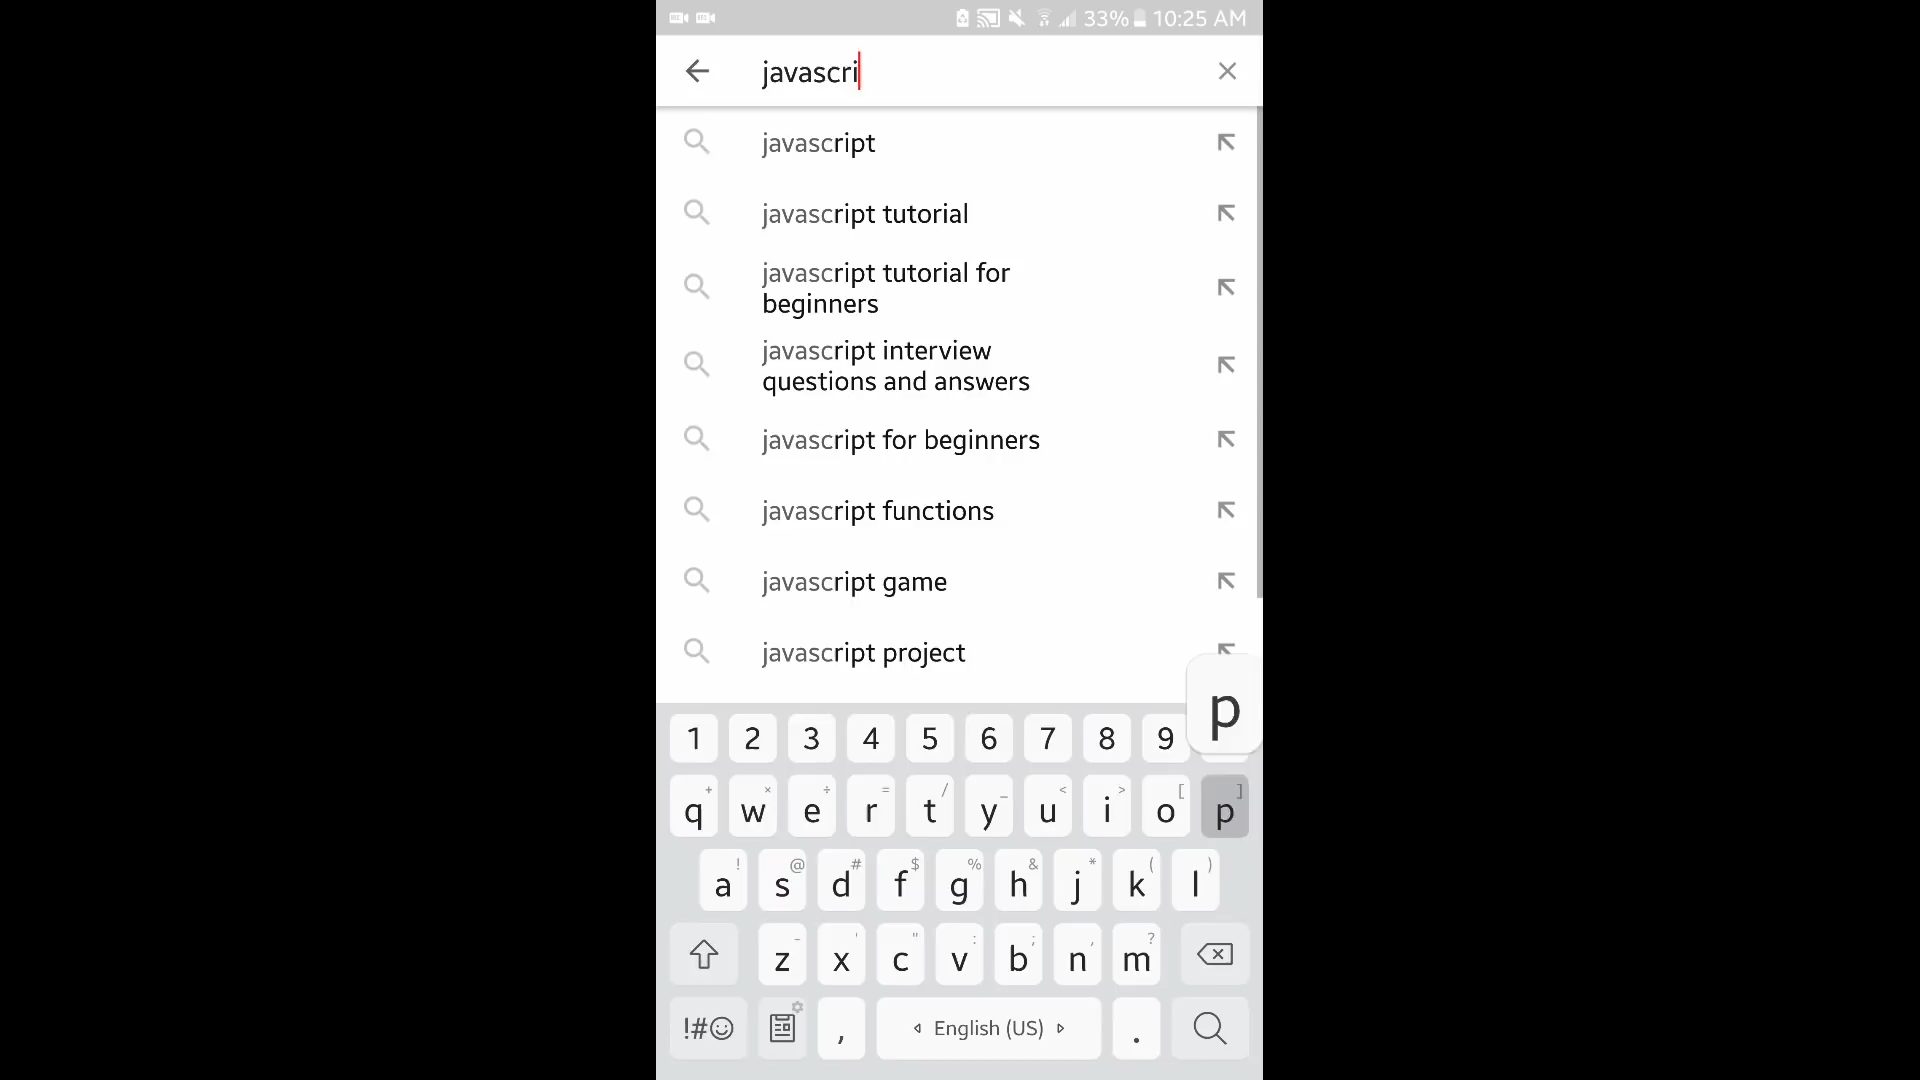 33% 10:25 AM
javascri
javascript
javascript tutorial
javascript tutorial for
beginners
javascript interview
questions and answers
javascript for beginners
javascript functions
javascript game
javascript project
p
1 2 3 4 5 6 7 8 9
+ × ÷ = / _ < > [ ]
q w e r t y u i o p
! @ # $ % & * ( )
a s d f g h j k l
- ' " : ; , ?
z x c v b n m
!#☺ , English (US) .